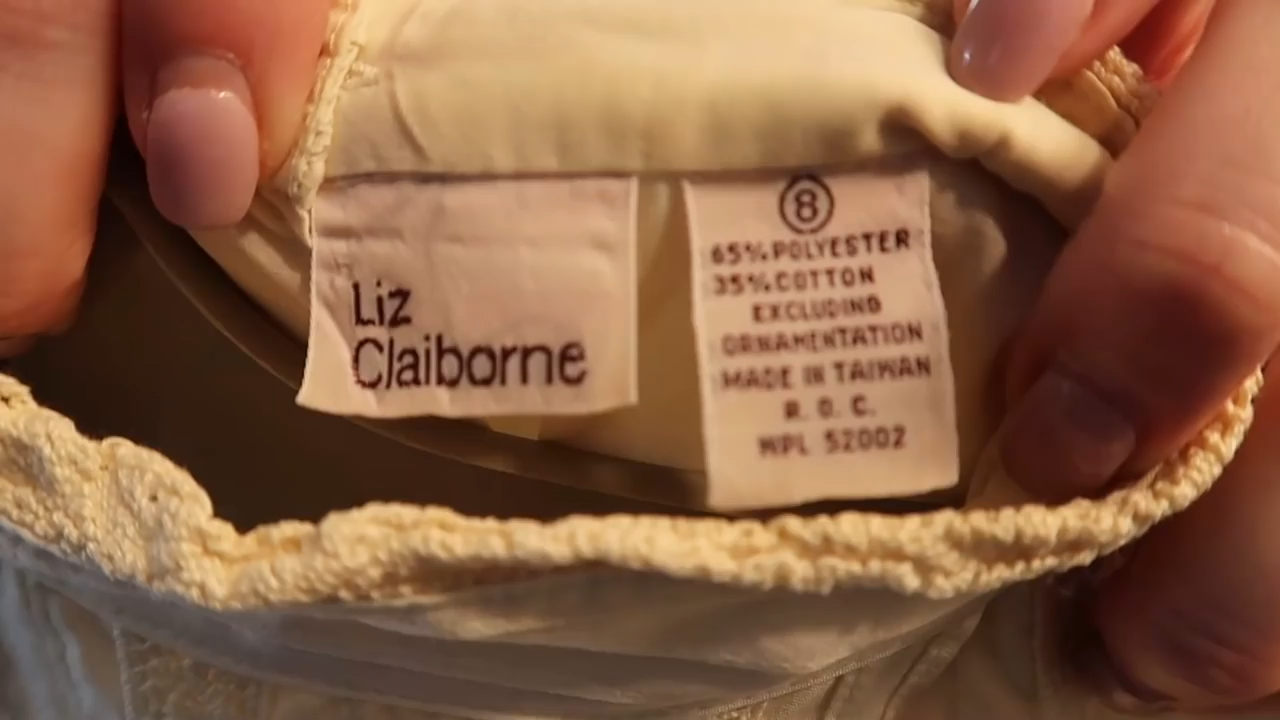 Liz
Claiborne
8
65% POLYESTER
35% COTTON
EXCLUDING
ORNAMENTATION
MADE IN TAIWAN
R. O. C.
WPL 52002